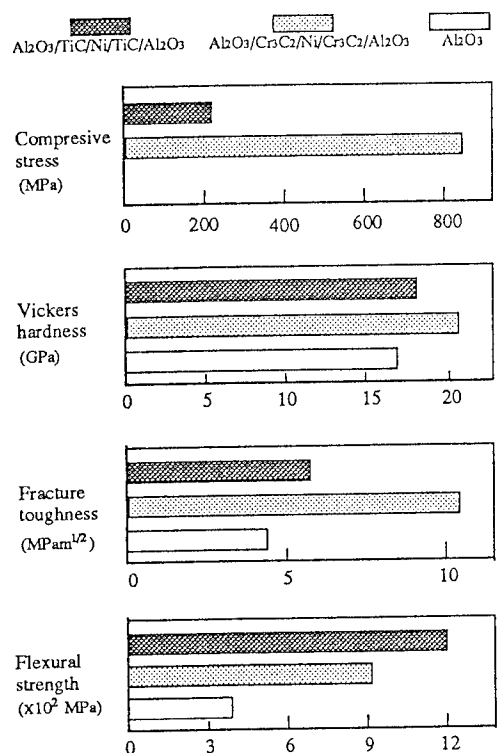 Al2O3/TiC/Ni/TiC/Al2O3 Al2O3/Cr3C2/Ni/Cr3C2/Al2O3 Al2O3
Compresive
stress
(MPa)
0 200 400 600 800
Vickers
hardness
(GPa)
0 5 10 15 20
Fracture
toughness
(MPam1/2)
0 5 10
Flexural
strength
(x10² MPa)
0 3 6 9 12